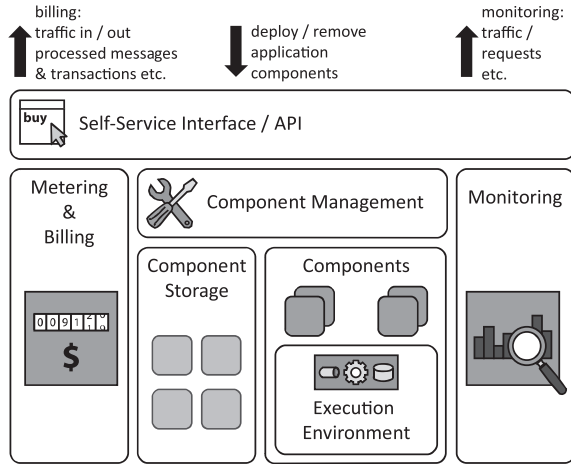 billing:
traffic in / out
processed messages
& transactions etc.
deploy / remove
application
components
monitoring:
traffic /
requests
etc.
buy
Self-Service Interface / API
Metering
&
Billing
$
Component Management
Component
Storage
Components
Execution
Environment
Monitoring